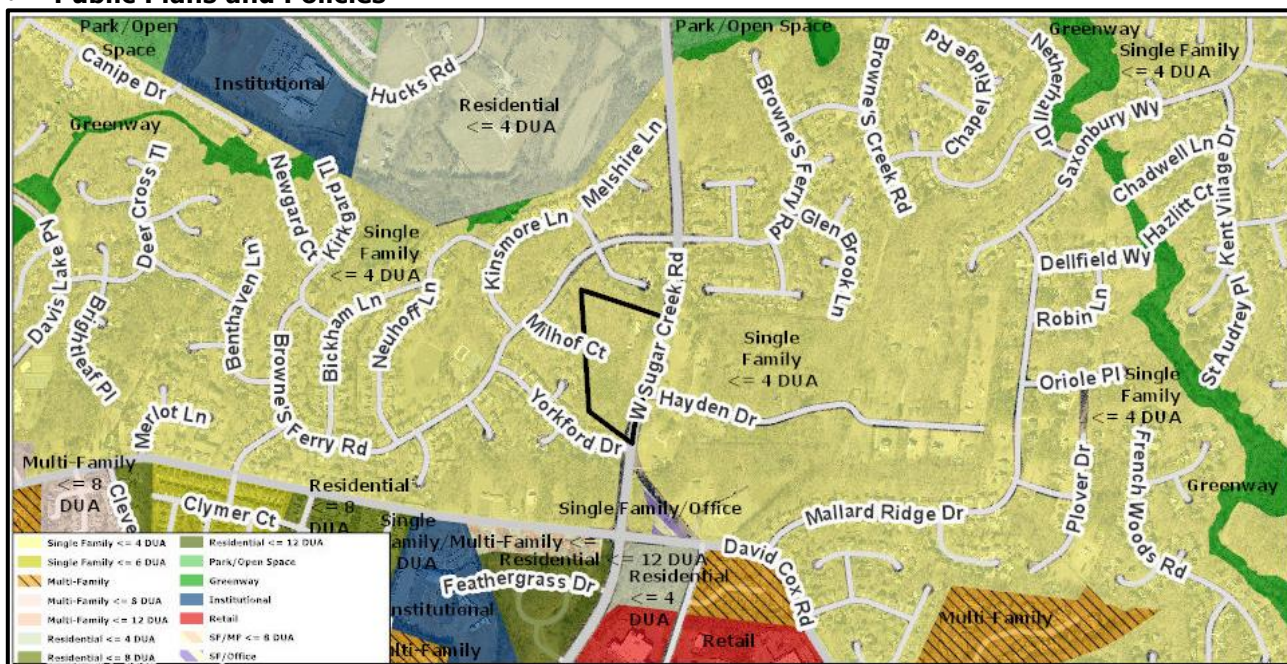 Public Plans and Policies
Park/Open
Space
Canipe Dr
Institutional
Hucks Rd
Residential
<= 4 DUA
Park/Open Space
Browne'S Creek Rd
Chapel Ridge Rd
Netherhall Dr
Greenway
Single Family
<= 4 DUA
Greenway
Deer Cross Tl
Newgard Ct
Kirkgard Tl
Melshire Ln
Browne'S Ferry Rd
Saxonbury Wy
Chadwell Ln
Kent Village Dr
Hazlitt Ct
Davis Lake Py
Brightleaf Pl
Benthaven Ln
Single
Family
<= 4 DUA
Kinsmore Ln
Glen Brook Ln
Dellfield Wy
Robin Ln
St Audrey Pl
Bickham Ln
Neuhoff Ln
Milhof Ct
W Sugar Creek Rd
Single
Family
<= 4 DUA
Oriole Pl
Single
Family
<= 4 DUA
Merlot Ln
Browne'S Ferry Rd
Yorkford Dr
Hayden Dr
Plover Dr
French Woods Rd
Greenway
Multi-Family
<= 8
DUA
Cleve
Clymer Ct
Residential
<= 8
DUA
Single
Family/Multi-Family <=
DUA
Single Family/Office
Mallard Ridge Dr
David Cox Rd
Residential <= 12 DUA
Feathergrass Dr
Residential
<= 4
DUA
Institutional
Multi-Family
Retail
Multi-Family
Single Family <= 4 DUA
Single Family <= 6 DUA
Multi-Family
Multi-Family <= 8 DUA
Multi-Family <= 12 DUA
Residential <= 4 DUA
Residential <= 8 DUA
Residential <= 12 DUA
Park/Open Space
Greenway
Institutional
Retail
SF/MF <= 8 DUA
SF/Office